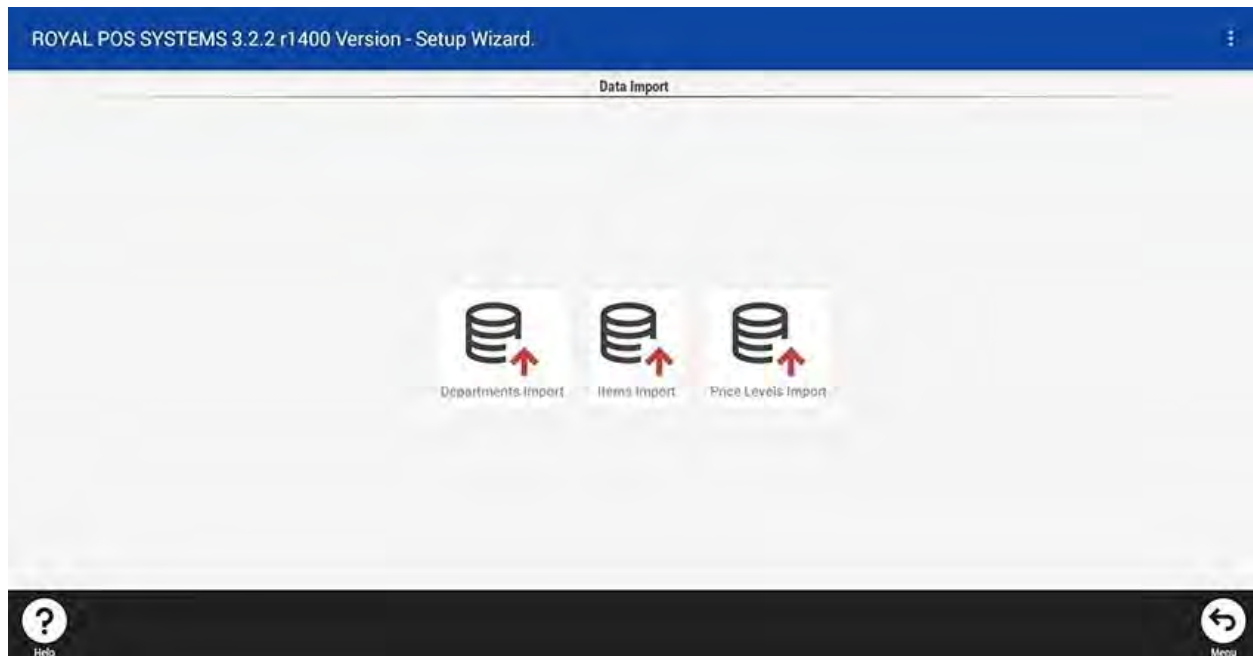 ROYAL POS SYSTEMS 3.2.2 r1400 Version - Setup Wizard.
Data Import
Departments Import Items Import Price Levels Import
Help Menu